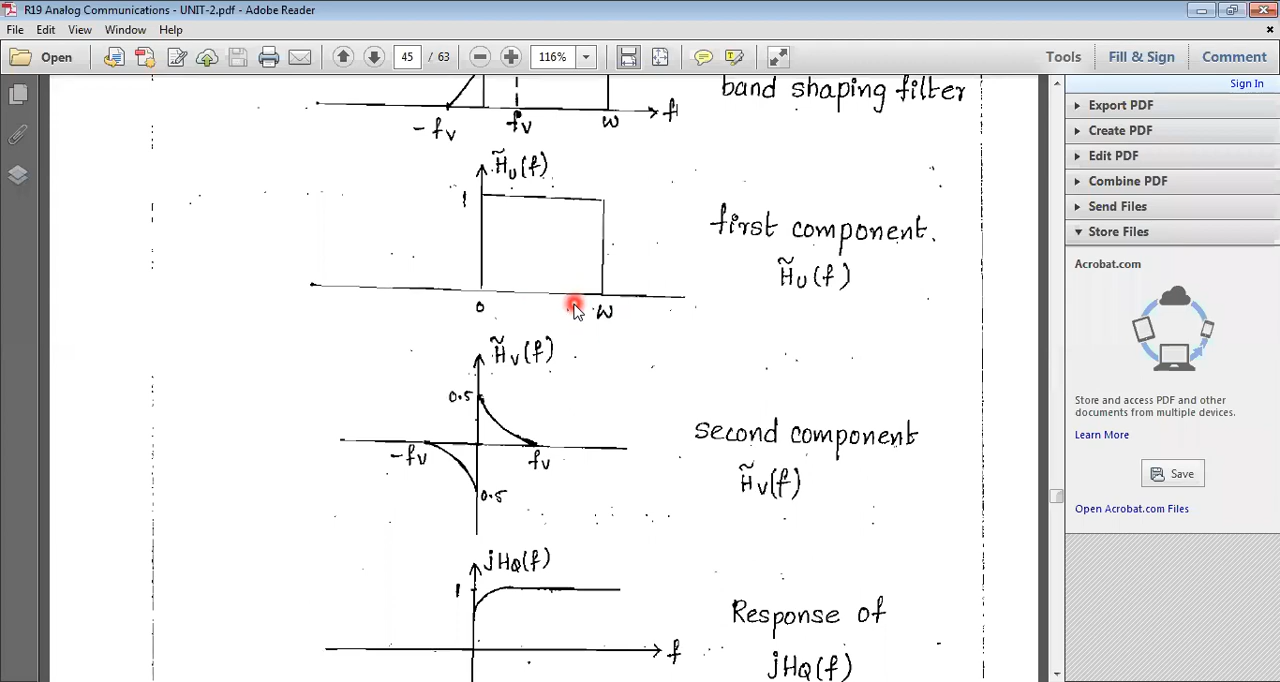 R19 Analog Communications - UNIT-2.pdf - Adobe Reader
File Edit View Window Help
Open 45 / 63 116% Tools Fill & Sign Comment
Sign In
Export PDF
Create PDF
Edit PDF
Combine PDF
Send Files
Store Files
Acrobat.com
Store and access PDF and other
documents from multiple devices.
Learn More
Save
Open Acrobat.com Files
band shaping filter
-fv fv w f
H̃u(f)
1
0 w
first component.
H̃u(f)
H̃v(f)
0.5
-fv fv
0.5
second component
H̃v(f)
jHQ(f)
1
f
Response of
jHQ(f)